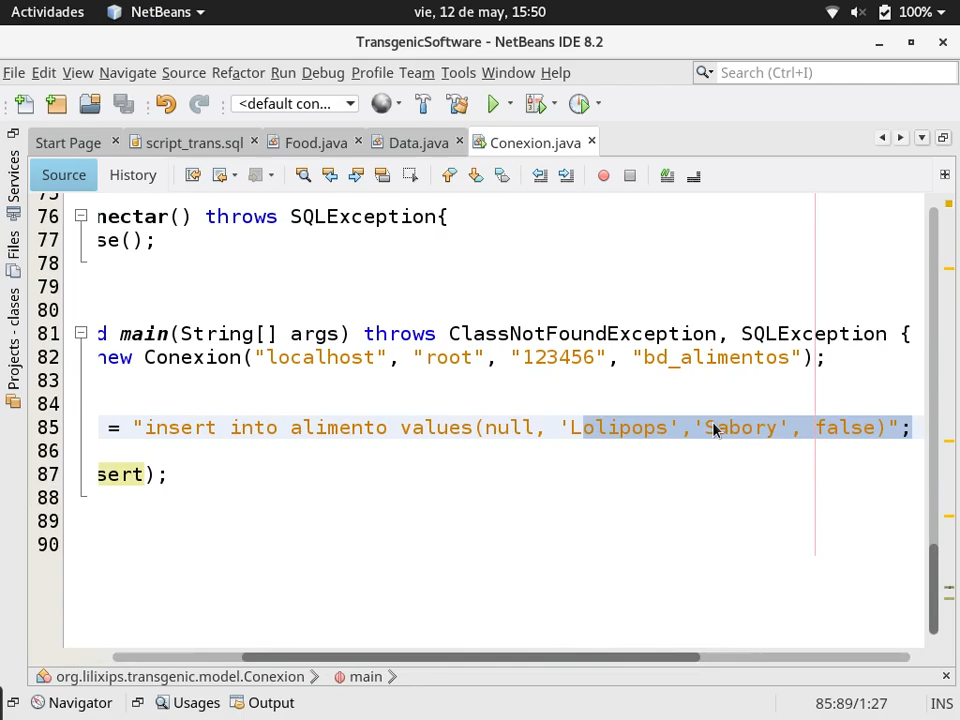 Actividades NetBeans vie, 12 de may, 15:50 100%
TransgenicSoftware - NetBeans IDE 8.2
File Edit View Navigate Source Refactor Run Debug Profile Team Tools Window Help Search (Ctrl+I)
<default con...
Start Page script_trans.sql Food.java Data.java Conexion.java
Services
Files
Projects - clases
Source History
75
76 nectar() throws SQLException{
77 se();
78
79
80
81 d main(String[] args) throws ClassNotFoundException, SQLException {
82 new Conexion("localhost", "root", "123456", "bd_alimentos");
83
84
85 = "insert into alimento values(null, 'Lolipops','Sabory', false)";
86
87 sert);
88
89
90
org.lilixips.transgenic.model.Conexion main
Navigator Usages Output 85:89/1:27 INS